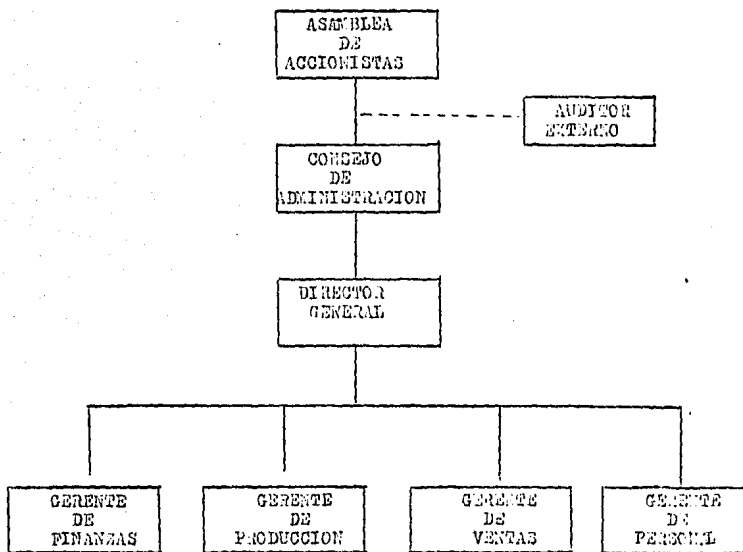 ASAMBLEA
DE
ACCIONISTAS
AUDITOR
EXTERNO
CONSEJO
DE
ADMINISTRACION
DIRECTOR
GENERAL
GERENTE
DE
FINANZAS
GERENTE
DE
PRODUCCION
GERENTE
DE
VENTAS
GERENTE
DE
PERSONAL